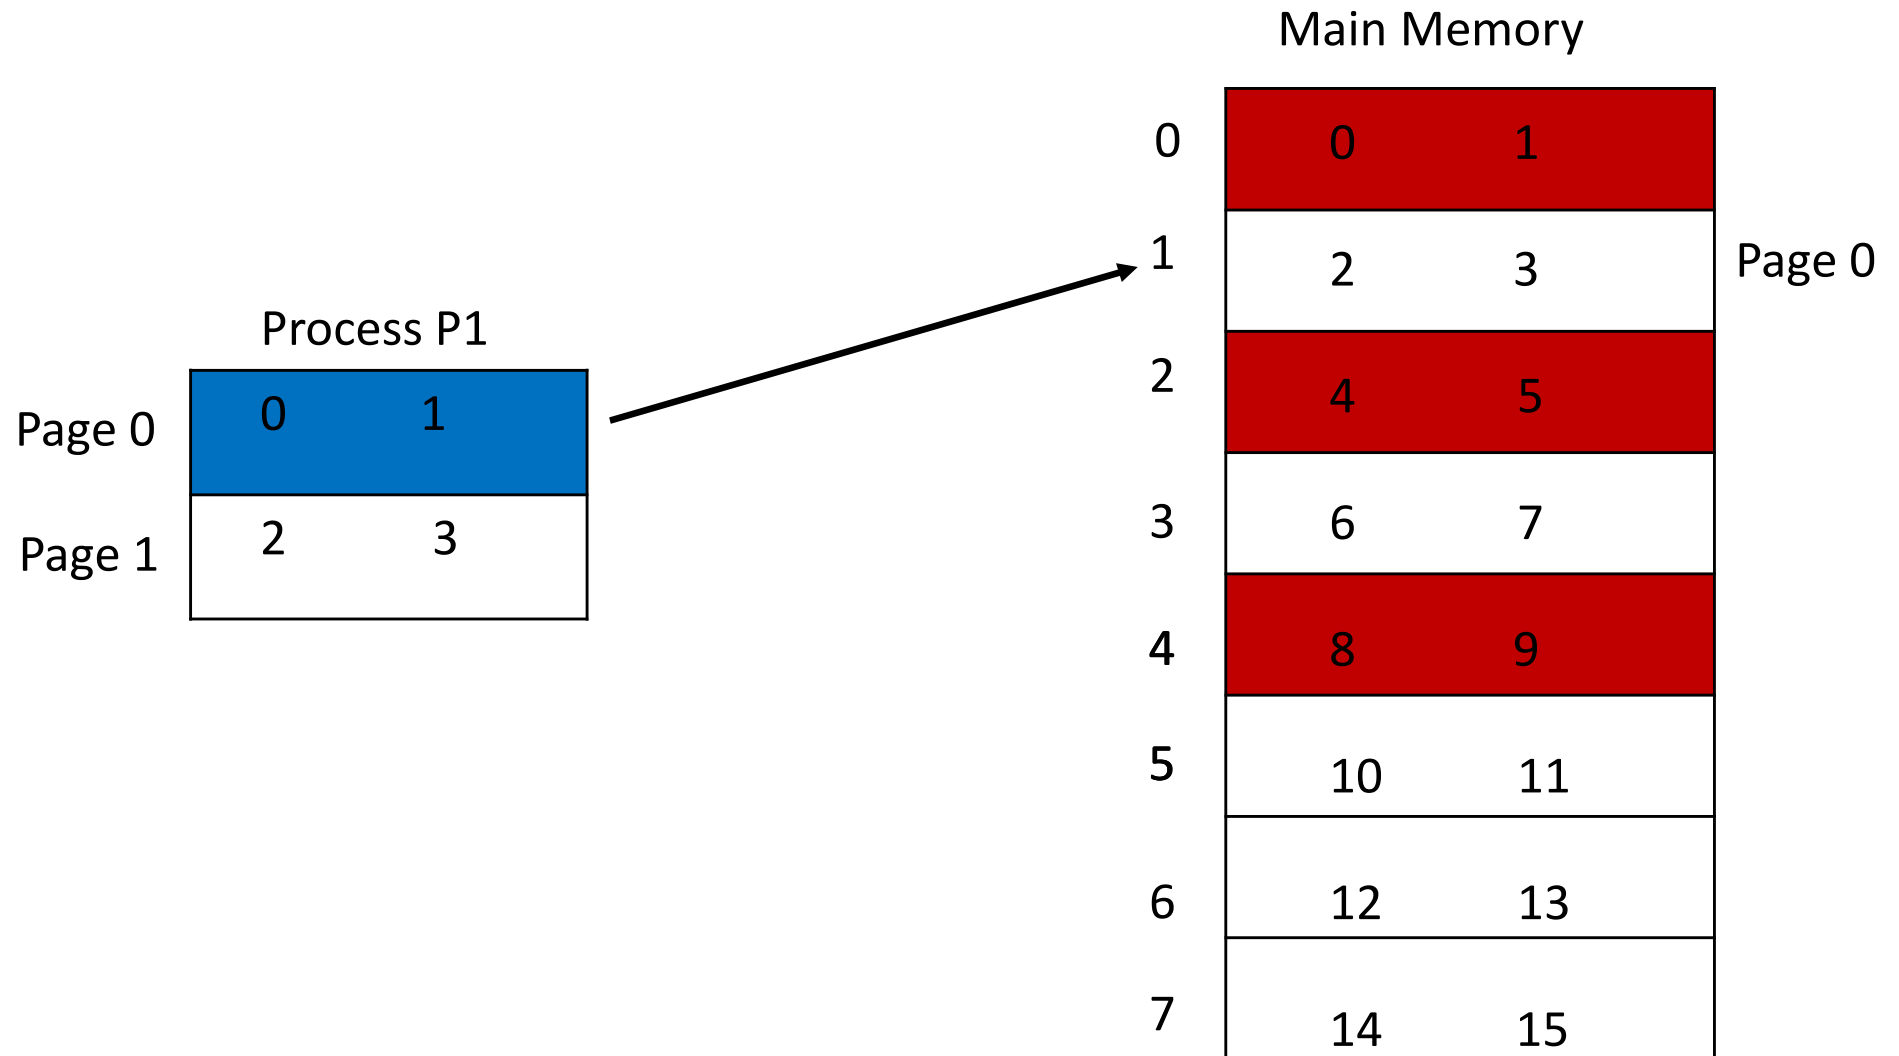 Main Memory
0 0 1
1 2 3 Page 0
Process P1
2 4 5
Page 0 0 1
3 6 7
Page 1 2 3
4 8 9
5 10 11
6 12 13
7 14 15